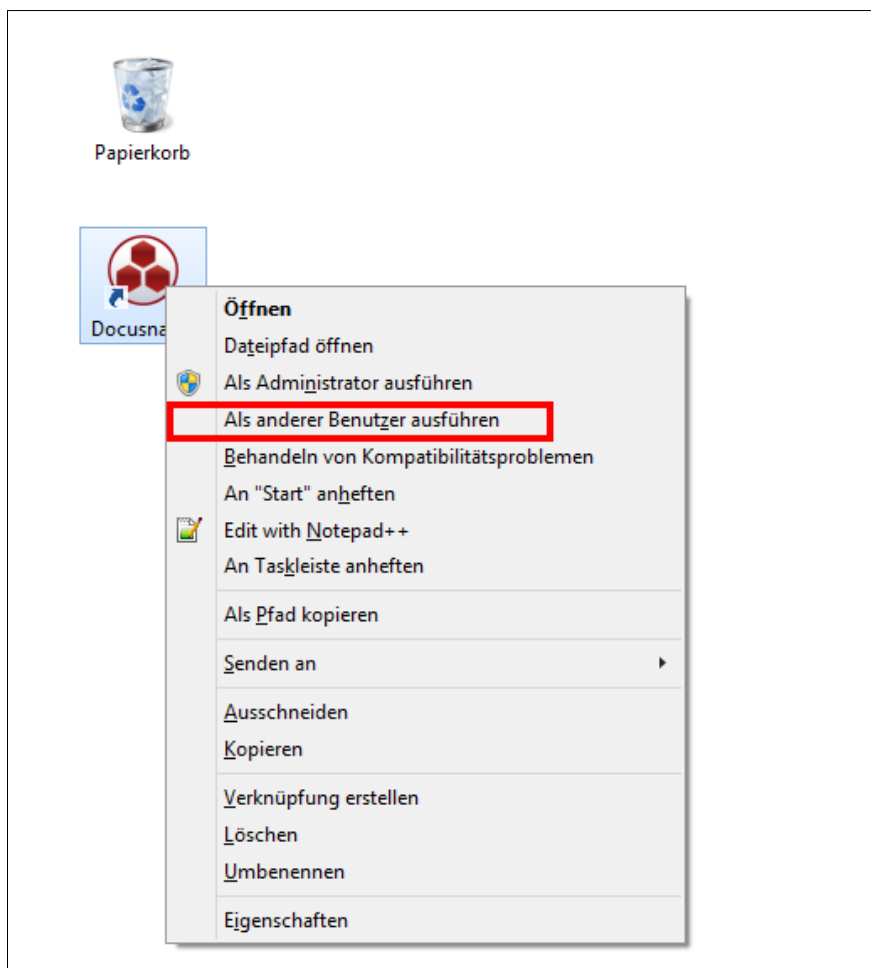 Papierkorb
Docusna
Öffnen
Dateipfad öffnen
Als Administrator ausführen
Als anderer Benutzer ausführen
Behandeln von Kompatibilitätsproblemen
An "Start" anheften
Edit with Notepad++
An Taskleiste anheften
Als Pfad kopieren
Senden an
Ausschneiden
Kopieren
Verknüpfung erstellen
Löschen
Umbenennen
Eigenschaften